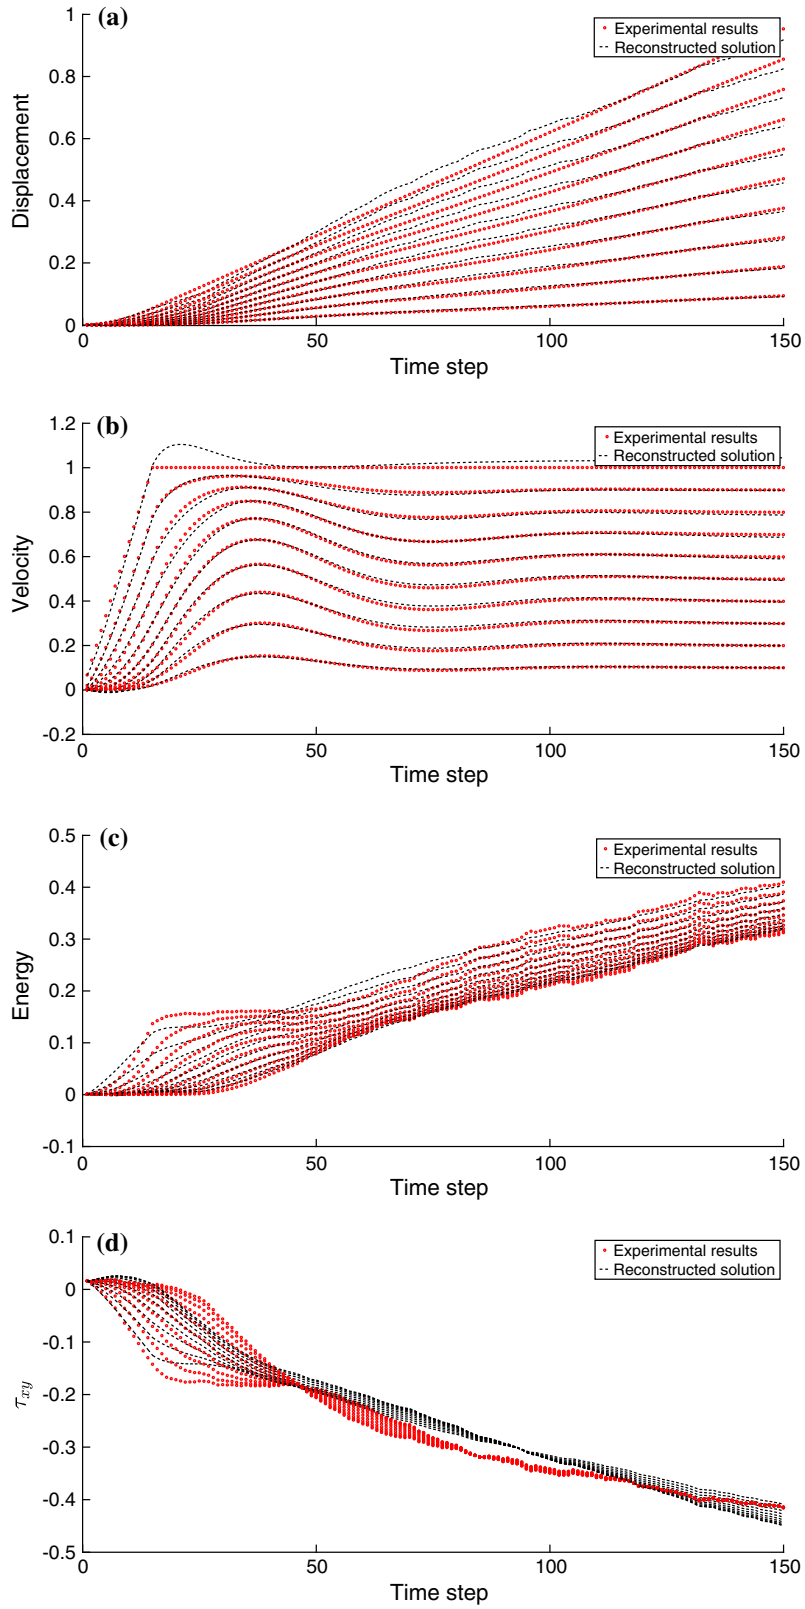 (a)
1
0.8
0.6
0.4
0.2
0
Displacement
Experimental results
Reconstructed solution
0 50 100 150
Time step
(b)
1.2
1
0.8
0.6
0.4
0.2
0
-0.2
Velocity
Experimental results
Reconstructed solution
0 50 100 150
Time step
(c)
0.5
0.4
0.3
0.2
0.1
0
-0.1
Energy
Experimental results
Reconstructed solution
0 50 100 150
Time step
(d)
0.1
0
-0.1
-0.2
-0.3
-0.4
-0.5
τxy
Experimental results
Reconstructed solution
0 50 100 150
Time step